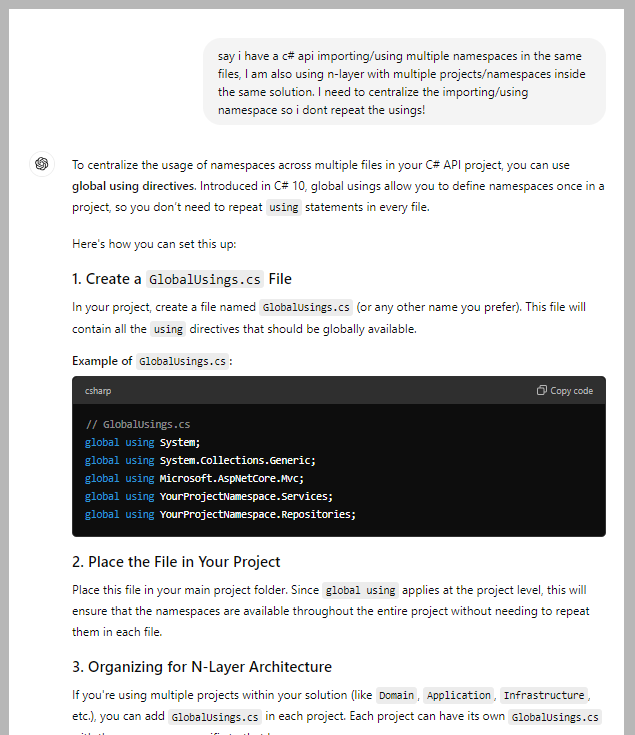 say i have a c# api importing/using multiple namespaces in the same
files, I am also using n-layer with multiple projects/namespaces inside
the same solution. I need to centralize the importing/using
namespace so i dont repeat the usings!
To centralize the usage of namespaces across multiple files in your C# API project, you can use
global using directives. Introduced in C# 10, global usings allow you to define namespaces once in a
project, so you don't need to repeat using statements in every file.
Here's how you can set this up:
1. Create a GlobalUsings.cs File
In your project, create a file named GlobalUsings.cs (or any other name you prefer). This file will
contain all the using directives that should be globally available.
Example of GlobalUsings.cs:
csharp Copy code
// GlobalUsings.cs
global using System;
global using System.Collections.Generic;
global using Microsoft.AspNetCore.Mvc;
global using YourProjectNamespace.Services;
global using YourProjectNamespace.Repositories;
2. Place the File in Your Project
Place this file in your main project folder. Since global using applies at the project level, this will
ensure that the namespaces are available throughout the entire project without needing to repeat
them in each file.
3. Organizing for N-Layer Architecture
If you're using multiple projects within your solution (like Domain, Application, Infrastructure,
etc.), you can add GlobalUsings.cs in each project. Each project can have its own GlobalUsings.cs